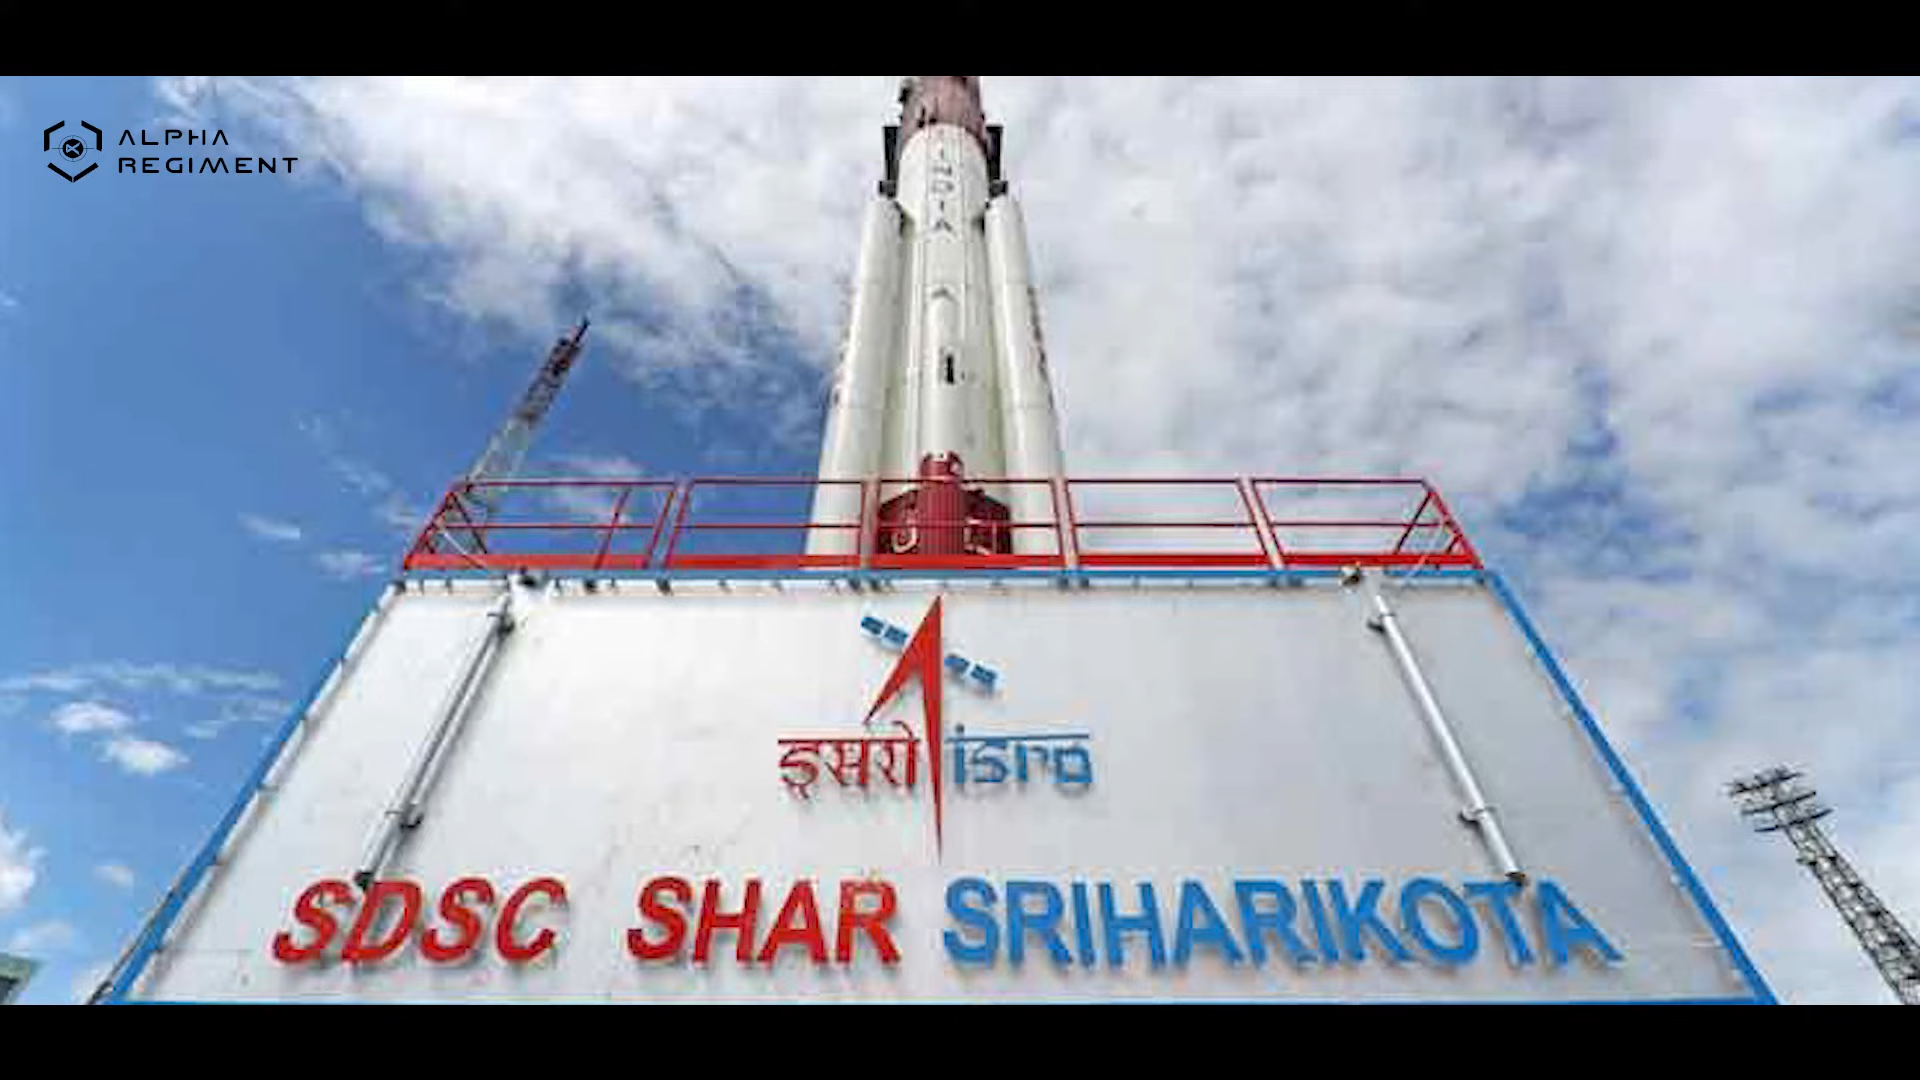 ALPHA
REGIMENT
INDIA
इसरो isro
SDSC SHAR SRIHARIKOTA